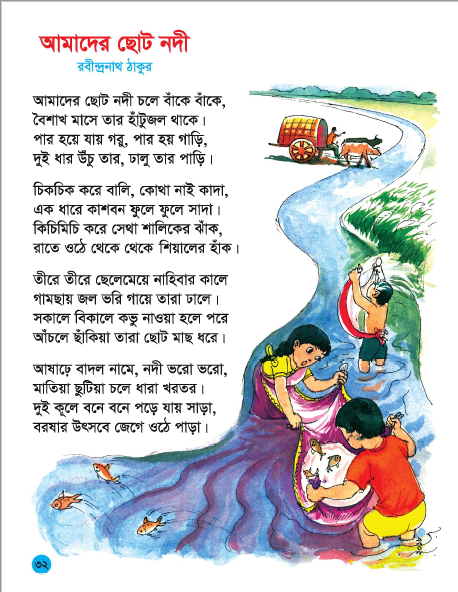 আমাদের ছোট নদী
রবীন্দ্রনাথ ঠাকুর
আমাদের ছোট নদী চলে বাঁকে বাঁকে,
বৈশাখ মাসে তার হাঁটুজল থাকে।
পার হয়ে যায় গরু, পার হয় গাড়ি,
দুই ধার উঁচু তার, ঢালু তার পাড়ি।
চিকচিক করে বালি, কোথা নাই কাদা,
এক ধারে কাশবন ফুলে ফুলে সাদা।
কিচিমিচি করে সেথা শালিকের ঝাঁক,
রাতে ওঠে থেকে থেকে শিয়ালের হাঁক।
তীরে তীরে ছেলেমেয়ে নাহিবার কালে
গামছায় জল ভরি গায়ে তারা ঢালে।
সকালে বিকালে কভু নাওয়া হলে পরে
আঁচলে ছাঁকিয়া তারা ছোট মাছ ধরে।
আষাঢ়ে বাদল নামে, নদী ভরো ভরো,
মাতিয়া ছুটিয়া চলে ধারা খরতর।
দুই কূলে বনে বনে পড়ে যায় সাড়া,
বরষার উৎসবে জেগে ওঠে পাড়া।
৩২